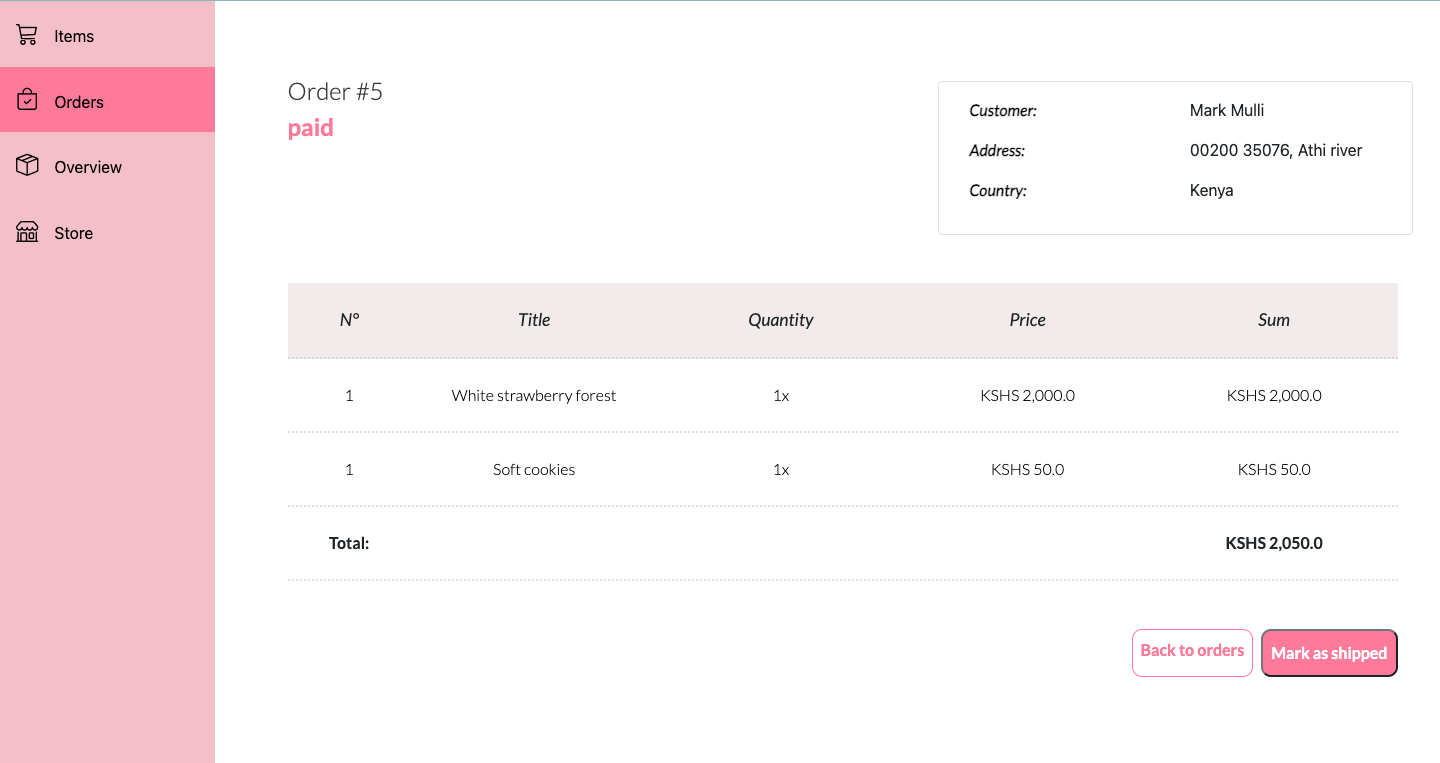 Items
Orders
Overview
Store
Order #5
paid
Customer: Mark Mulli
Address: 00200 35076, Athi river
Country: Kenya
N° Title Quantity Price Sum
1 White strawberry forest 1x KSHS 2,000.0 KSHS 2,000.0
1 Soft cookies 1x KSHS 50.0 KSHS 50.0
Total: KSHS 2,050.0
Back to orders Mark as shipped